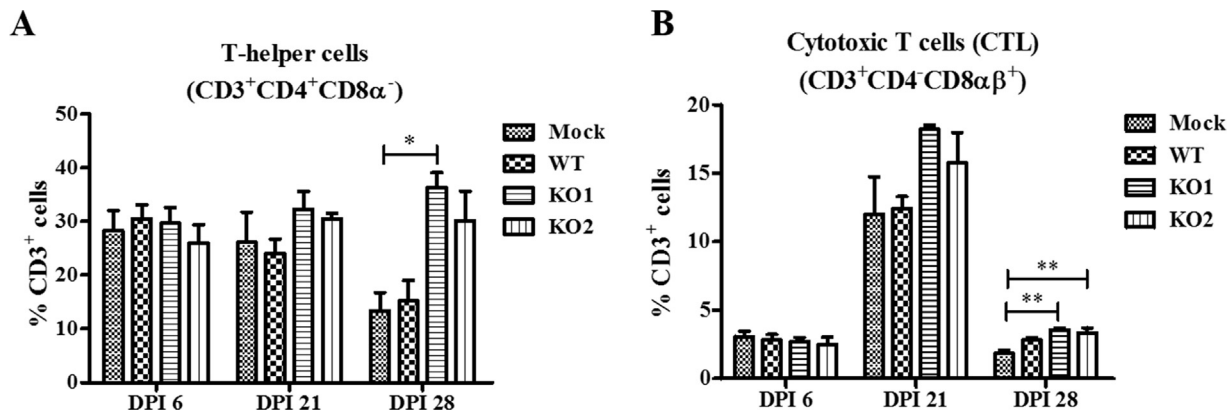 A
T-helper cells
(CD3⁺CD4⁺CD8α⁻)
% CD3⁺ cells
50
40
30
20
10
0
*
DPI 6 DPI 21 DPI 28
Mock
WT
KO1
KO2
B
Cytotoxic T cells (CTL)
(CD3⁺CD4⁻CD8αβ⁺)
% CD3⁺ cells
20
15
10
5
0
**
**
DPI 6 DPI 21 DPI 28
Mock
WT
KO1
KO2